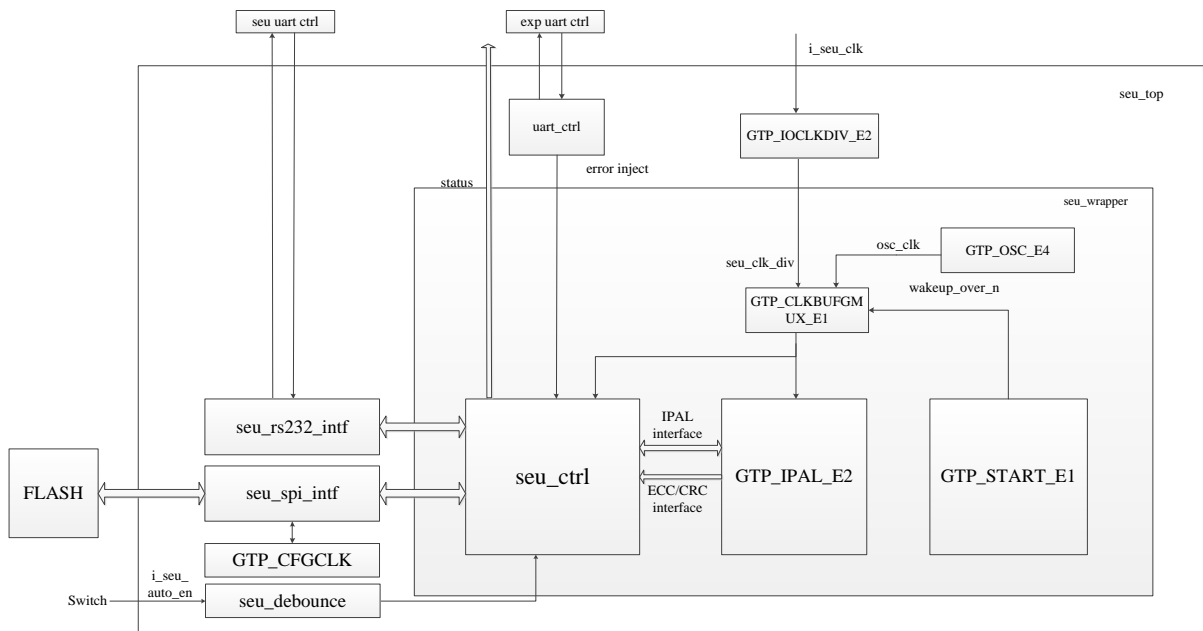 seu uart ctrl
exp uart ctrl
i_seu_clk
seu_top
uart_ctrl
GTP_IOCLKDIV_E2
error inject
status
seu_wrapper
osc_clk
GTP_OSC_E4
seu_clk_div
wakeup_over_n
GTP_CLKBUFGM
UX_E1
seu_rs232_intf
IPAL
interface
seu_ctrl
GTP_IPAL_E2
GTP_START_E1
FLASH
seu_spi_intf
ECC/CRC
interface
GTP_CFGCLK
i_seu_
auto_en
Switch
seu_debounce